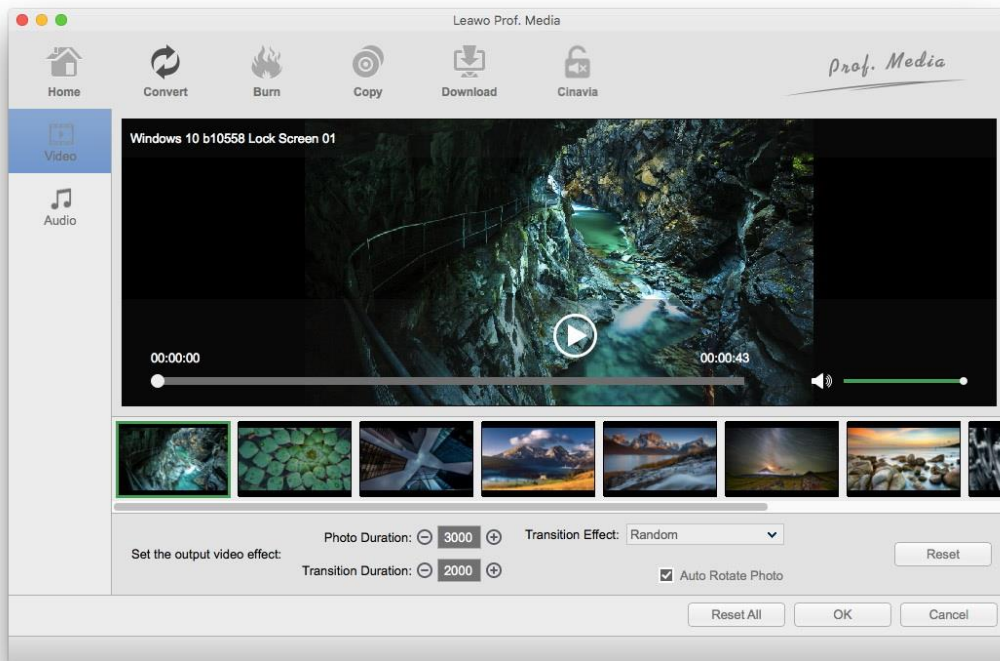 Leawo Prof. Media
Home Convert Burn Copy Download Cinavia
Prof. Media
Video
Audio
Windows 10 b10558 Lock Screen 01
00:00:00 00:00:43
Set the output video effect:
Photo Duration: 3000
Transition Duration: 2000
Transition Effect: Random
Auto Rotate Photo
Reset
Reset All OK Cancel